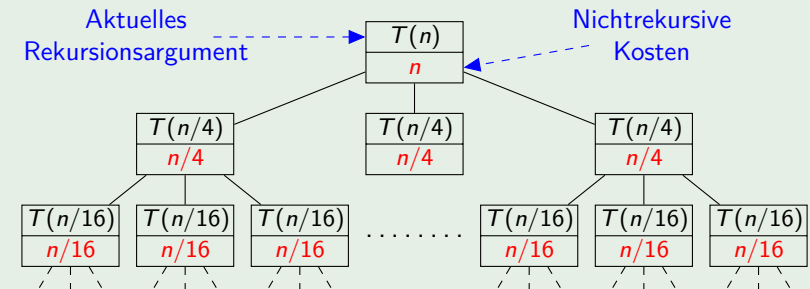 Aktuelles
Rekursionsargument
Nichtrekursive
Kosten
T(n)
n
T(n/4)
n/4
T(n/4)
n/4
T(n/4)
n/4
T(n/16)
n/16
T(n/16)
n/16
T(n/16)
n/16
........
T(n/16)
n/16
T(n/16)
n/16
T(n/16)
n/16